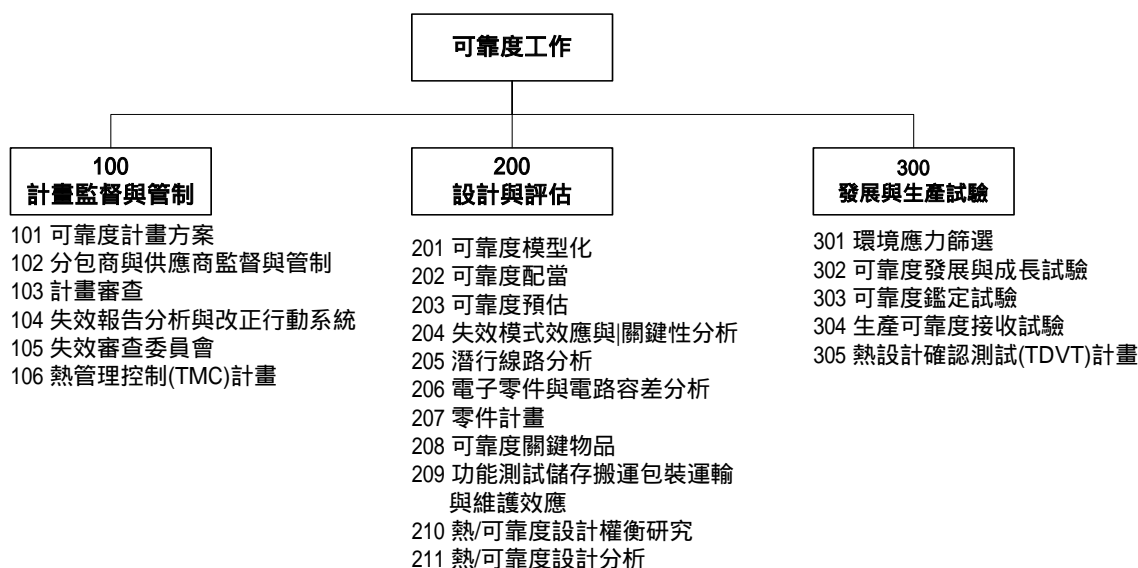 可靠度工作
100
計畫監督與管制
101 可靠度計畫方案
102 分包商與供應商監督與管制
103 計畫審查
104 失效報告分析與改正行動系統
105 失效審查委員會
106 熱管理控制(TMC)計畫
200
設計與評估
201 可靠度模型化
202 可靠度配當
203 可靠度預估
204 失效模式效應與|關鍵性分析
205 潛行線路分析
206 電子零件與電路容差分析
207 零件計畫
208 可靠度關鍵物品
209 功能測試儲存搬運包裝運輸
與維護效應
210 熱/可靠度設計權衡研究
211 熱/可靠度設計分析
300
發展與生產試驗
301 環境應力篩選
302 可靠度發展與成長試驗
303 可靠度鑑定試驗
304 生產可靠度接收試驗
305 熱設計確認測試(TDVT)計畫